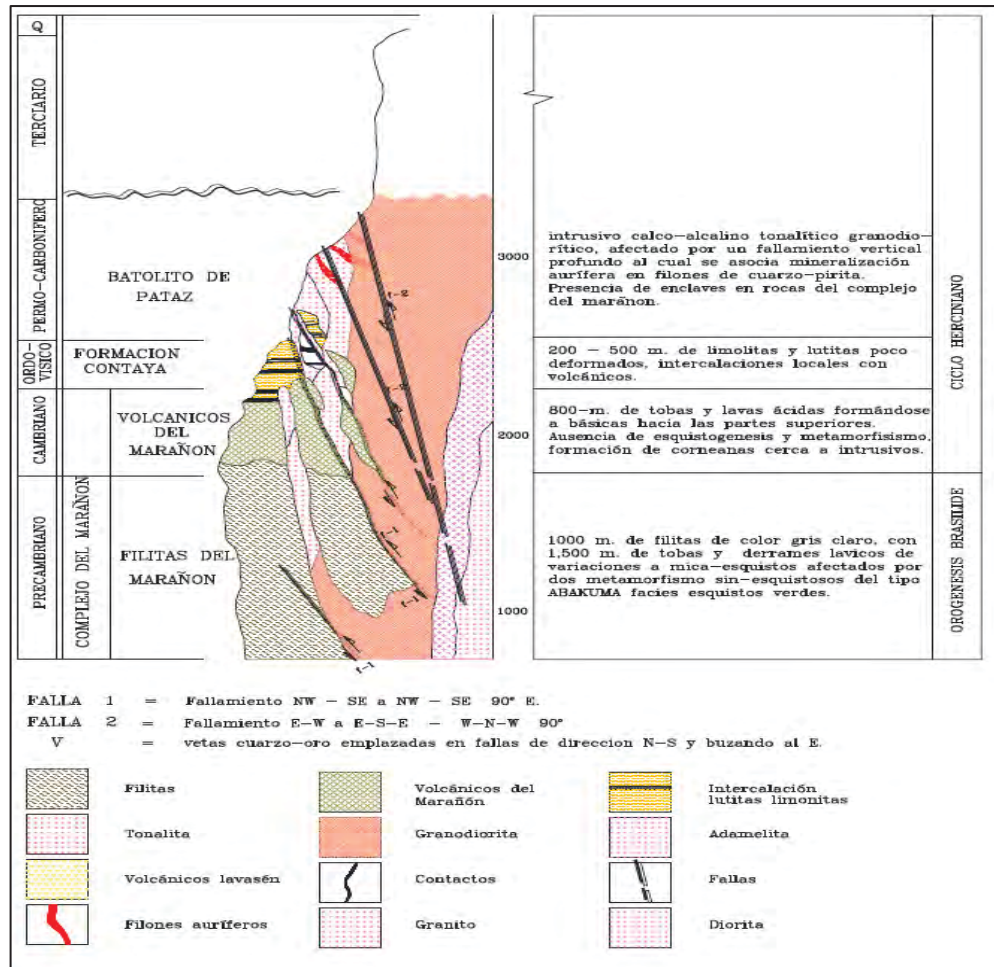 Q
TERCIARIO
PERMO-CARBONIFERO
ORDO-
VISICO
CAMBRIANO
PRECAMBRIANO
COMPLEJO DEL MARAÑON
BATOLITO DE
PATAZ
FORMACION
CONTAYA
VOLCANICOS
DEL
MARAÑON
FILITAS DEL
MARAÑON
f-2
f-2
f-1
f-1
f-1
3000
2000
1000
intrusivo calco-alcalino tonalítico granodio-
rítico, afectado por un fallamiento vertical
profundo al cual se asocia mineralización
aurífera en filones de cuarzo-pirita.
Presencia de enclaves en rocas del complejo
del marañon.
200 - 500 m. de limolitas y lutitas poco
deformados, intercalaciones locales con
volcánicos.
800-m. de tobas y lavas ácidas formándose
a básicas hacia las partes superiores.
Ausencia de esquistogenesis y metamorfisismo,
formación de corneanas cerca a intrusivos.
1000 m. de filitas de color gris claro, con
1,500 m. de tobas y derrames lavicos de
variaciones a mica-esquistos afectados por
dos metamorfismo sin-esquistosos del tipo
ABAKUMA facies esquistos verdes.
CICLO HERCINIANO
OROGENESIS BRASILIDE
FALLA 1 = Fallamiento NW - SE a NW - SE 90° E.
FALLA 2 = Fallamiento E-W a E-S-E - W-N-W 90°
V = vetas cuarzo-oro emplazadas en fallas de direccion N-S y buzando al E.
Filitas
Volcánicos del
Marañón
Intercalación
lutitas limonitas
Tonalita
Granodiorita
Adamelita
Volcánicos lavasén
Contactos
Fallas
Filones auríferos
Granito
Diorita